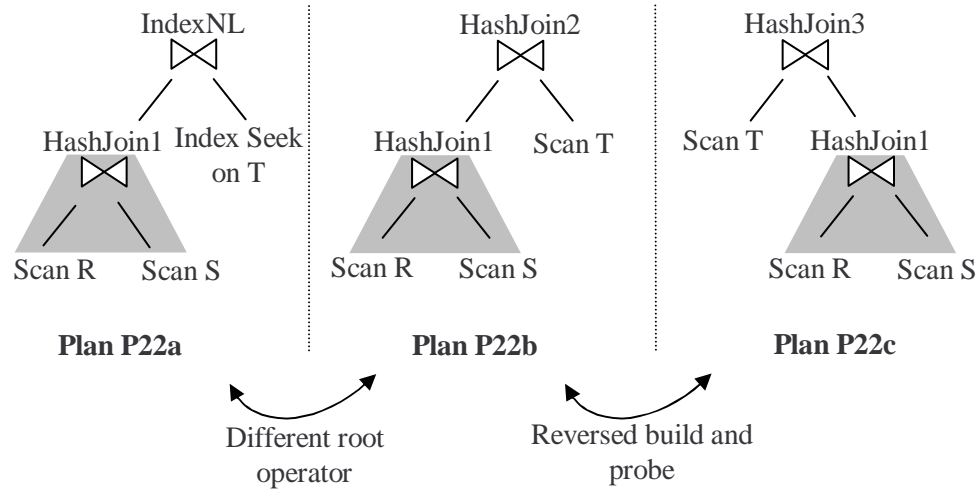 IndexNL
HashJoin1
Index Seek
on T
Scan R
Scan S
Plan P22a
HashJoin2
HashJoin1
Scan T
Scan R
Scan S
Plan P22b
HashJoin3
Scan T
HashJoin1
Scan R
Scan S
Plan P22c
Different root
operator
Reversed build and
probe